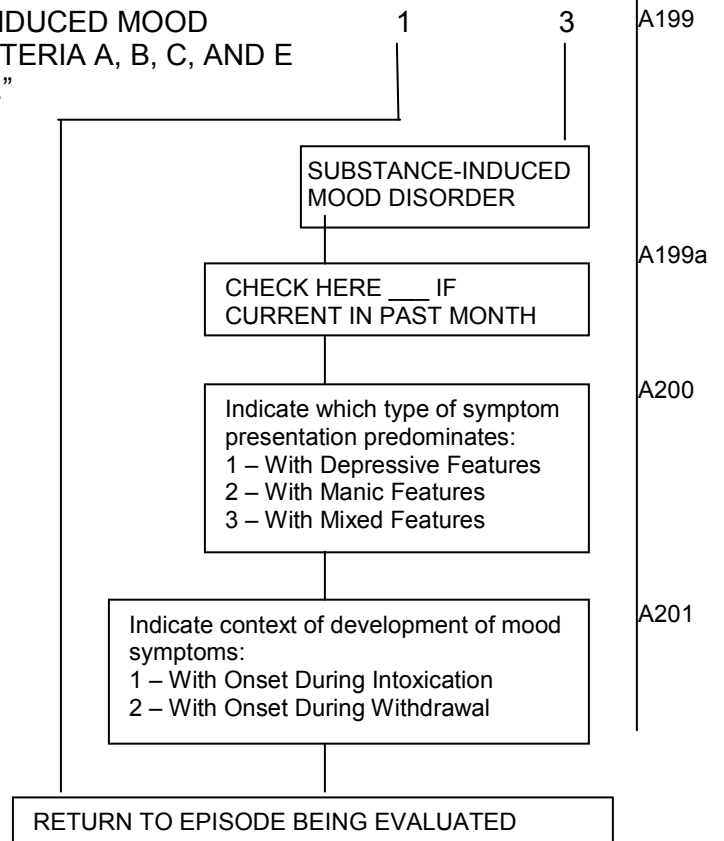 NDUCED MOOD 1 3 A199
TERIA A, B, C, AND E
”
SUBSTANCE-INDUCED
MOOD DISORDER
A199a
CHECK HERE ___ IF
CURRENT IN PAST MONTH
A200
Indicate which type of symptom
presentation predominates:
1 – With Depressive Features
2 – With Manic Features
3 – With Mixed Features
A201
Indicate context of development of mood
symptoms:
1 – With Onset During Intoxication
2 – With Onset During Withdrawal
RETURN TO EPISODE BEING EVALUATED